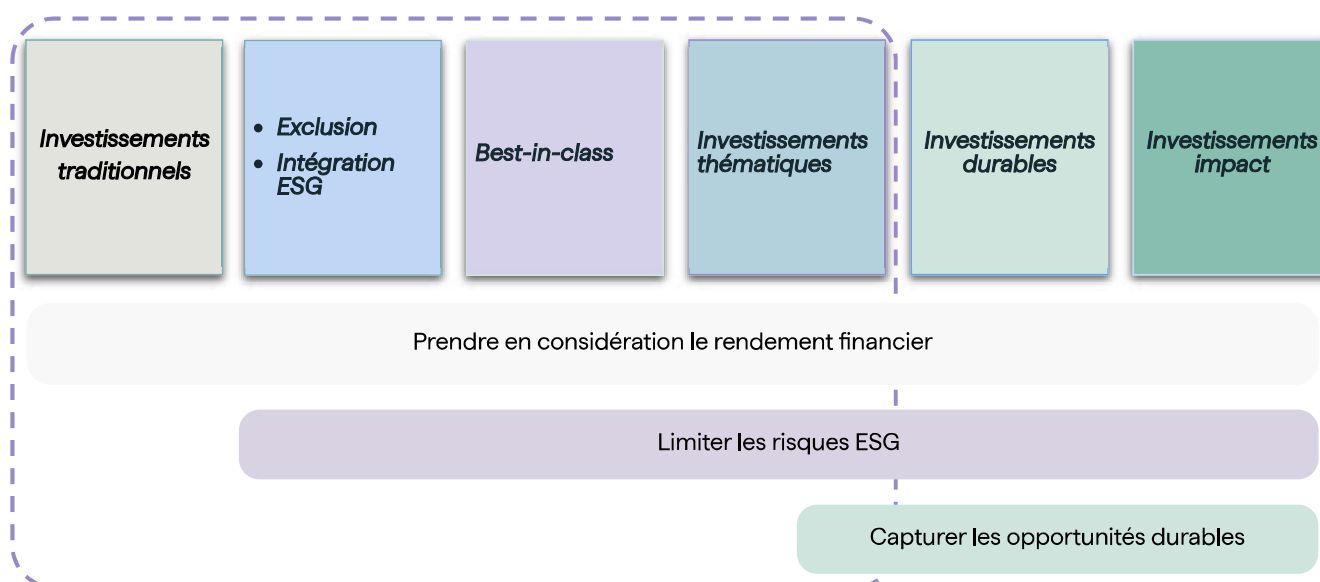 Investissements
traditionnels
• Exclusion
• Intégration
ESG
Best-in-class
Investissements
thématiques
Investissements
durables
Investissements
impact
Prendre en considération le rendement financier
Limiter les risques ESG
Capturer les opportunités durables